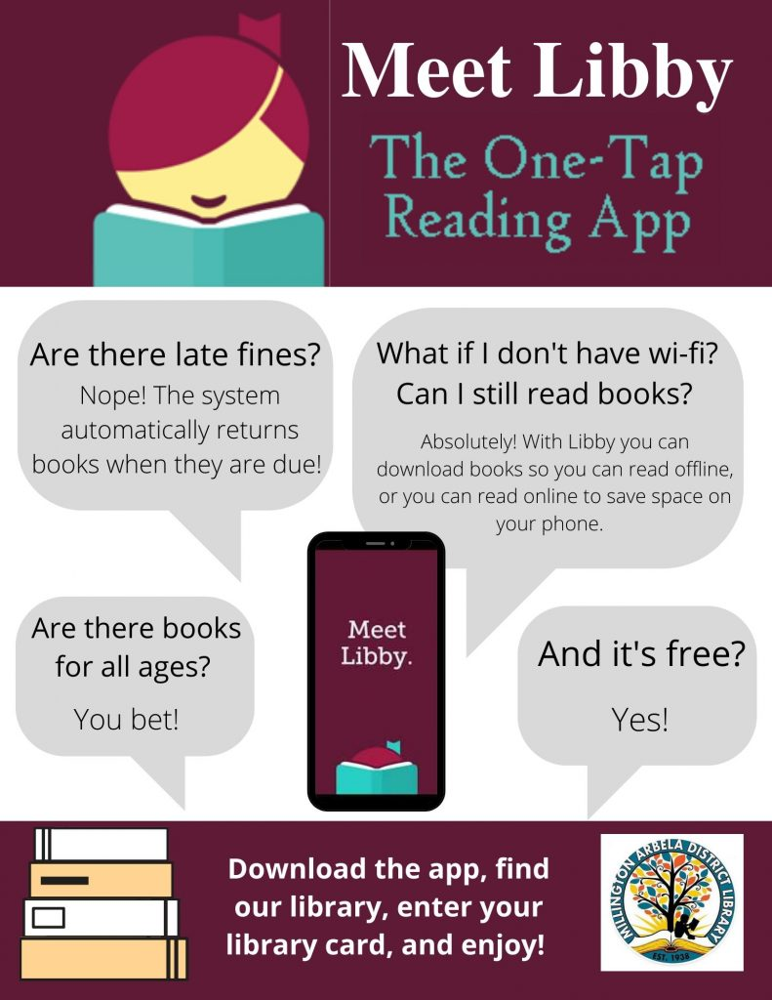 Meet Libby
The One-Tap
Reading App
Are there late fines?
Nope! The system
automatically returns
books when they are due!
What if I don't have wi-fi?
Can I still read books?
Absolutely! With Libby you can
download books so you can read offline,
or you can read online to save space on
your phone.
Meet
Libby.
Are there books
for all ages?
You bet!
And it's free?
Yes!
Download the app, find
our library, enter your
library card, and enjoy!
MILLINGTON ARBELA DISTRICT LIBRARY
EST. 1938